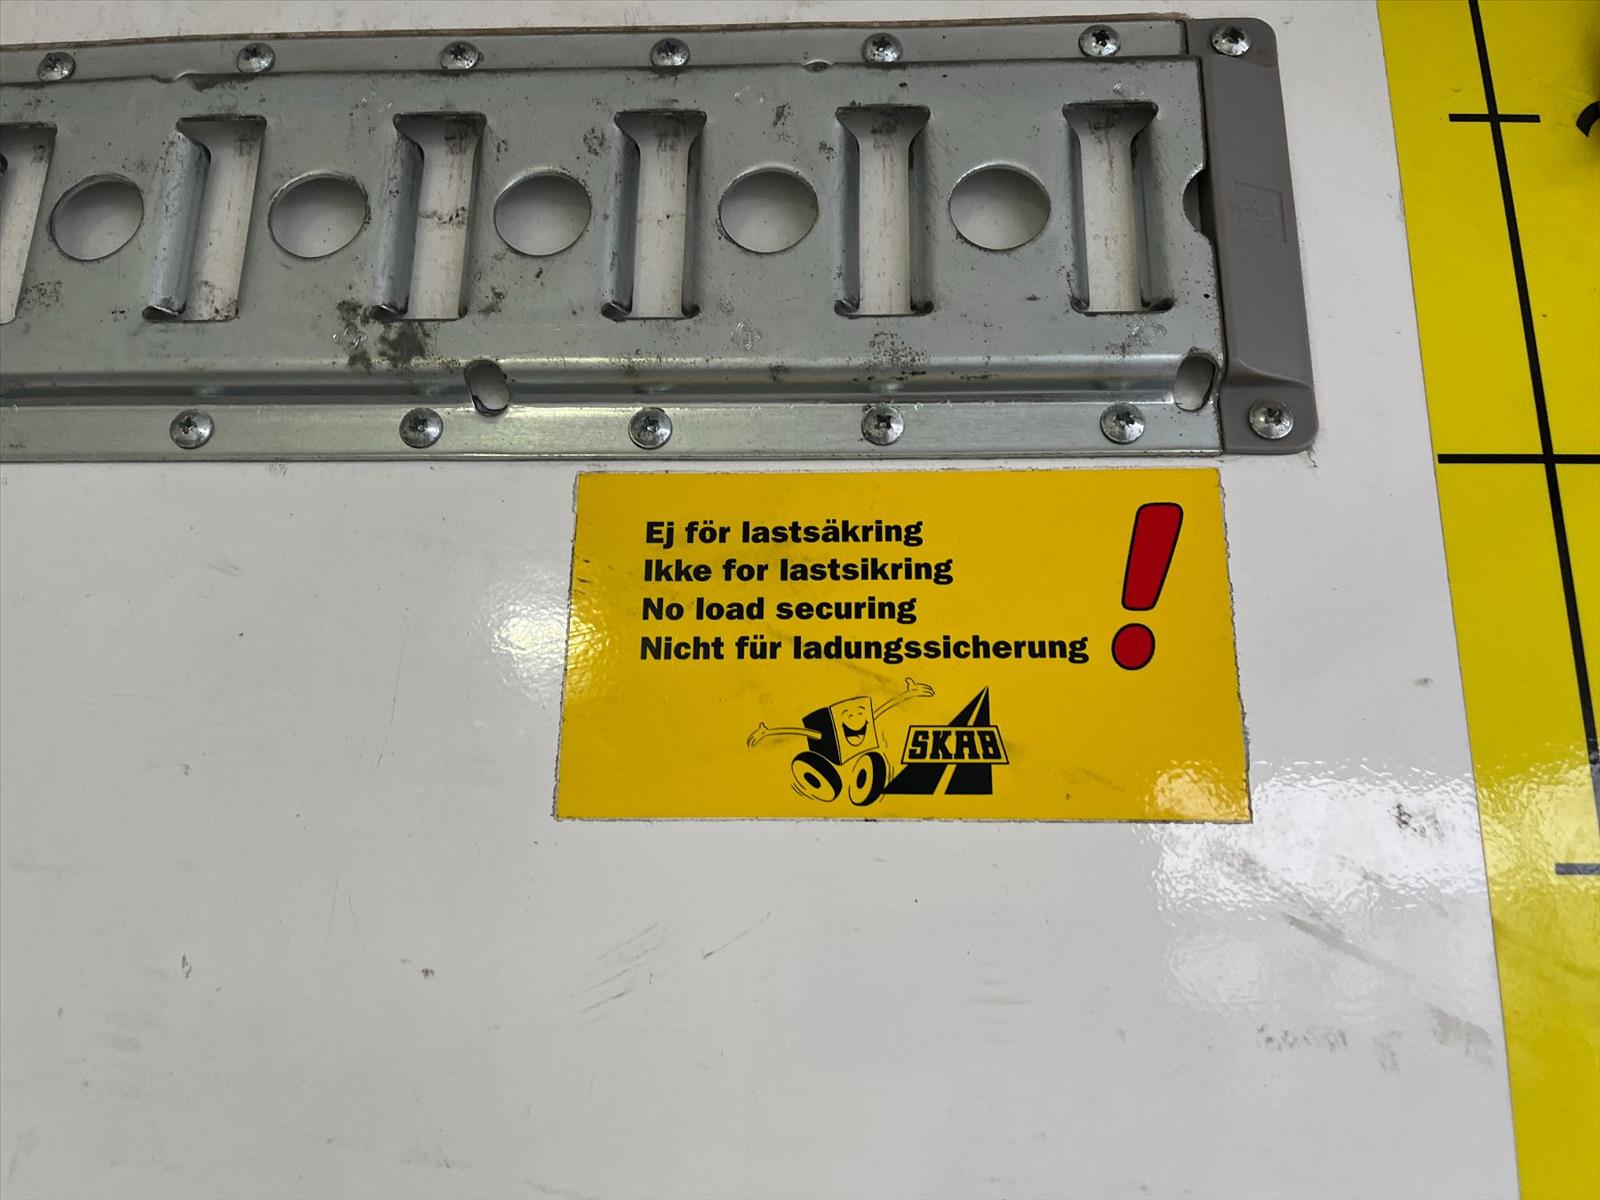 Ej för lastsäkring
Ikke for lastsikring
No load securing
Nicht für ladungssicherung
SKAB